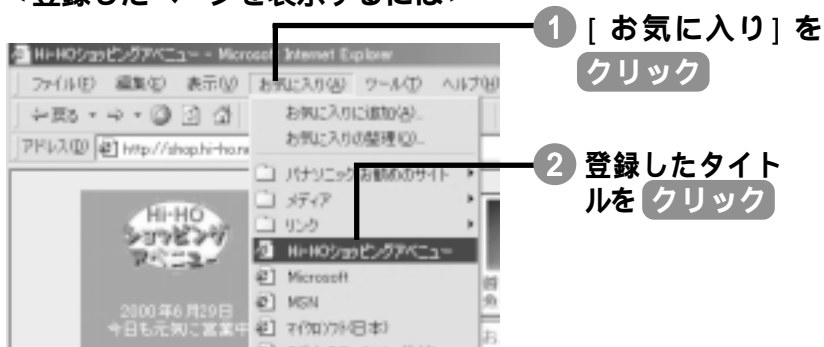 <登録したページを表示するには>
1 [お気に入り]を
クリック
Hi-HOショッピングアベニュー - Microsoft Internet Explorer
ファイル(F) 編集(E) 表示(V) お気に入り(A) ツール(T) ヘルプ(H)
戻る
お気に入りに追加(A)...
お気に入りの整理(O)...
アドレス(D) http://shop.hi-ho.ne
2 登録したタイト
ルを クリック
パナソニックお勧めのサイト
メディア
リンク
Hi-HOショッピングアベニュー
Microsoft
MSN
マイクロソフト(日本)
Hi-HO
ショッピング
アベニュー
2000年6月29日
今日も元気に営業中